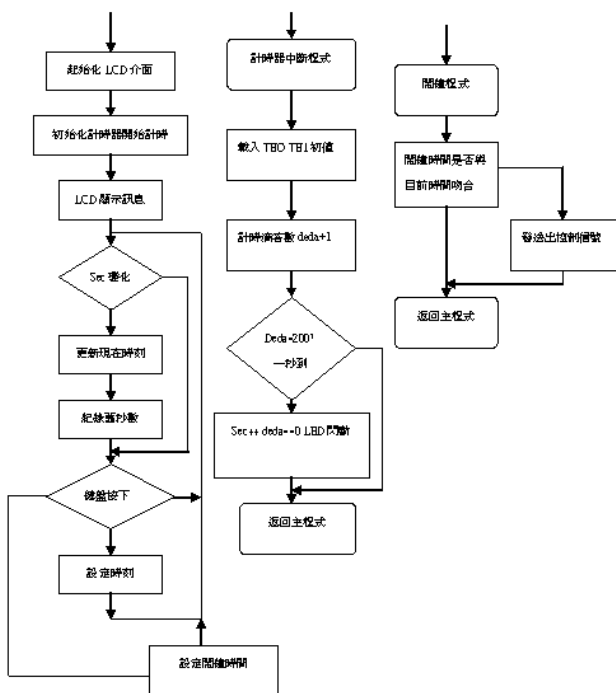 起始化 LCD 介面
初始化計時器開始計時
LCD 顯示訊息
Sec 變化
更新現在時刻
紀錄舊秒數
鍵盤按下
設定時刻
設定鬧鐘時間
計時器中斷程式
載入 TH0 TH1 初值
計時滴答數 deda+1
Deda=200?
一秒到
Sec++ deda=0 LED 閃動
返回主程式
鬧鐘程式
鬧鐘時間是否與
目前時間吻合
發送出控制信號
返回主程式